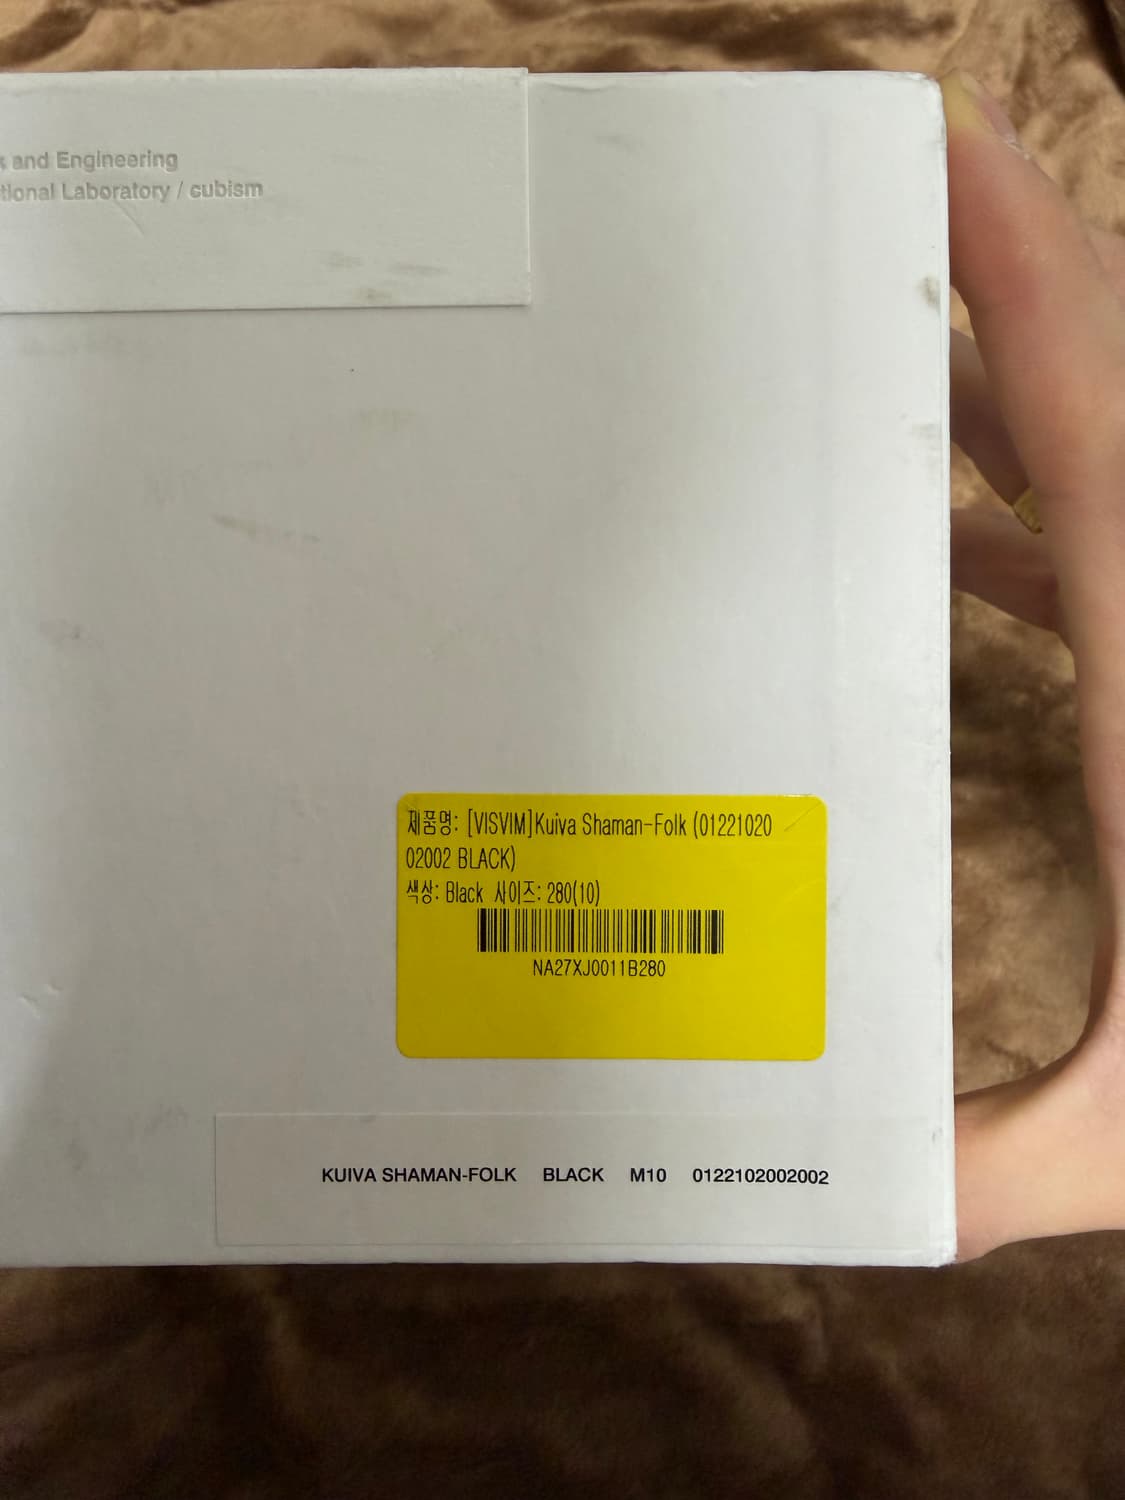 and Engineering
Laboratory / cubism
제품명: [VISVIM]Kuiva Shaman-Folk (01221020
02002 BLACK)
색상: Black 사이즈: 280(10)
NA27XJ0011B280
KUIVA SHAMAN-FOLK BLACK M10 0122102002002